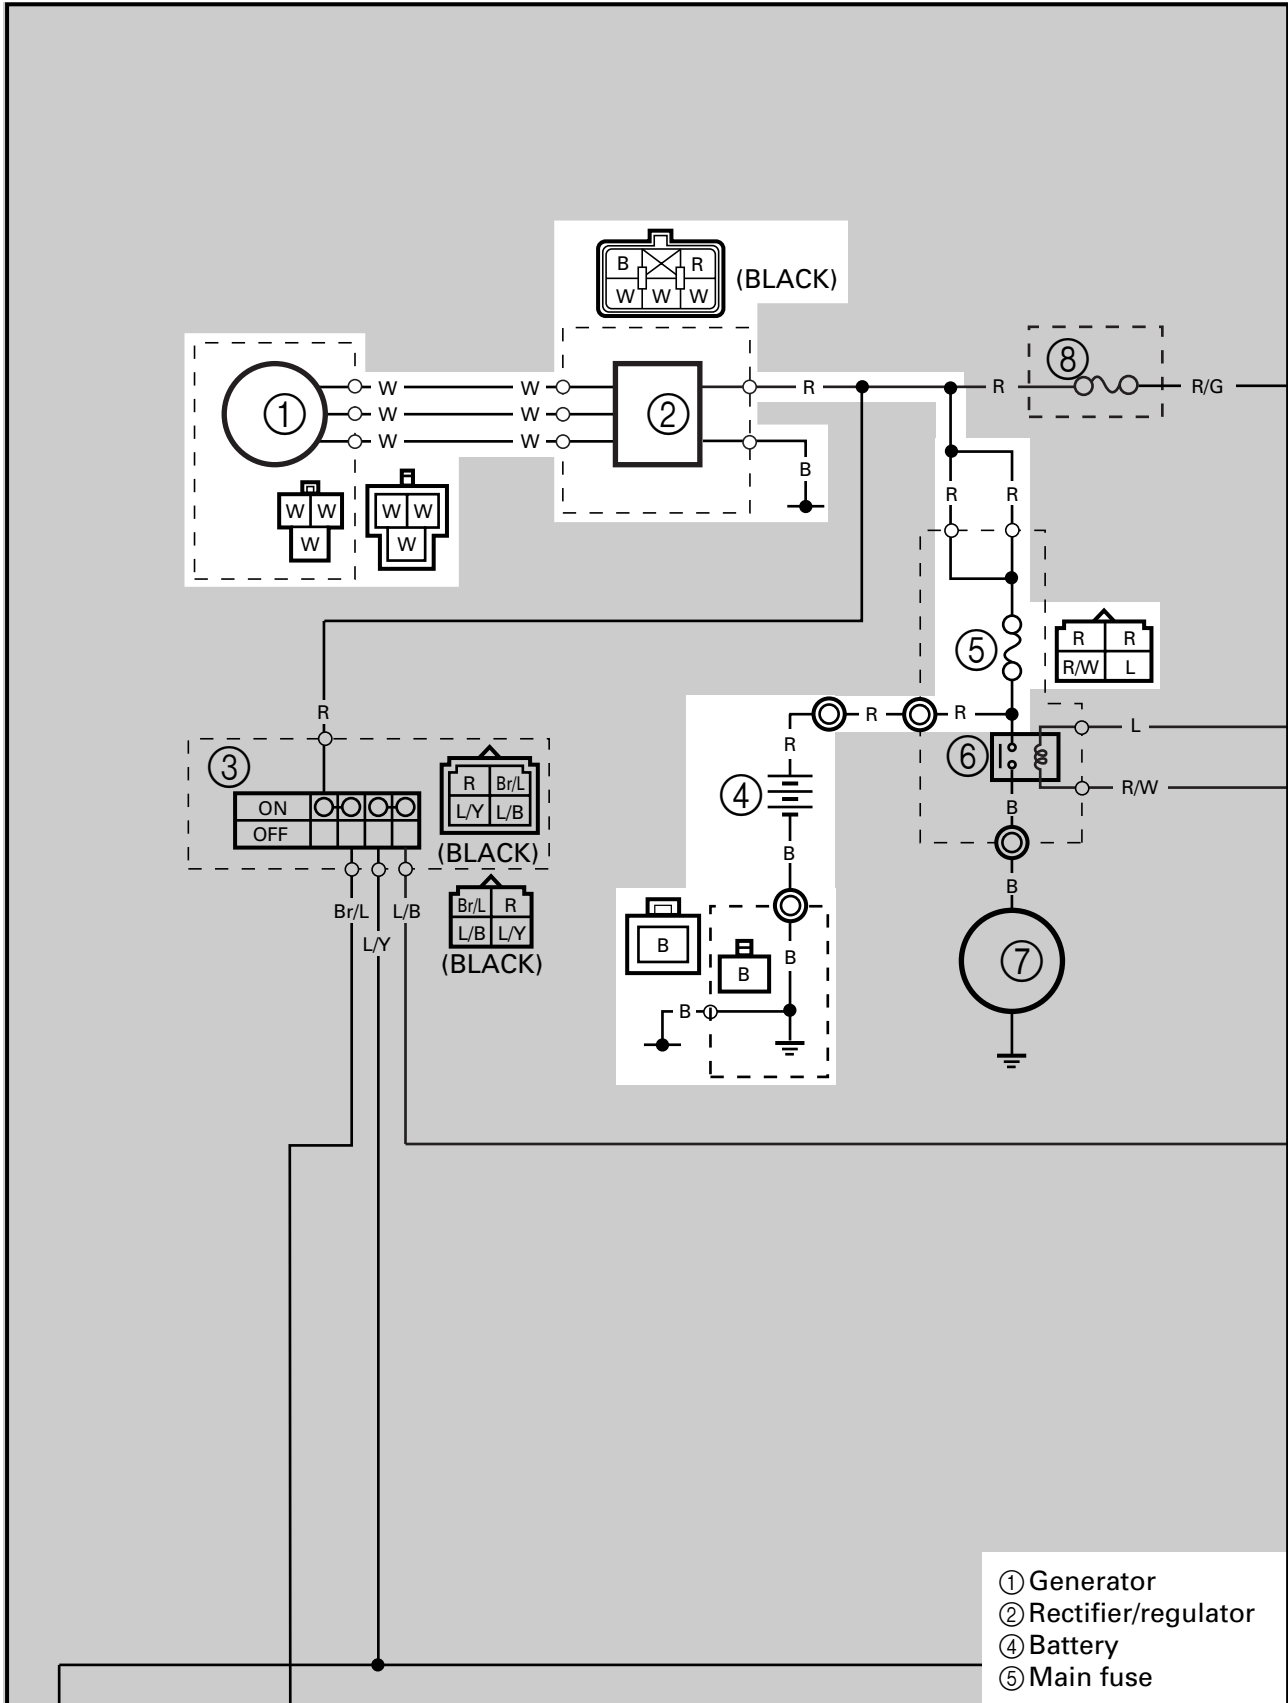 B R
W W W
(BLACK)
8
1
W W
W W
W W
2
R R R/G
B
W W
W
W W
W
R R
5
R R
R/W L
R
R R
R
3
ON
OFF
R Br/L
L/Y L/B
(BLACK)
Br/L L/B
L/Y
Br/L R
L/B L/Y
(BLACK)
4
B
6
L
R/W
B
B
7
B
B
B
B
① Generator
② Rectifier/regulator
④ Battery
⑤ Main fuse